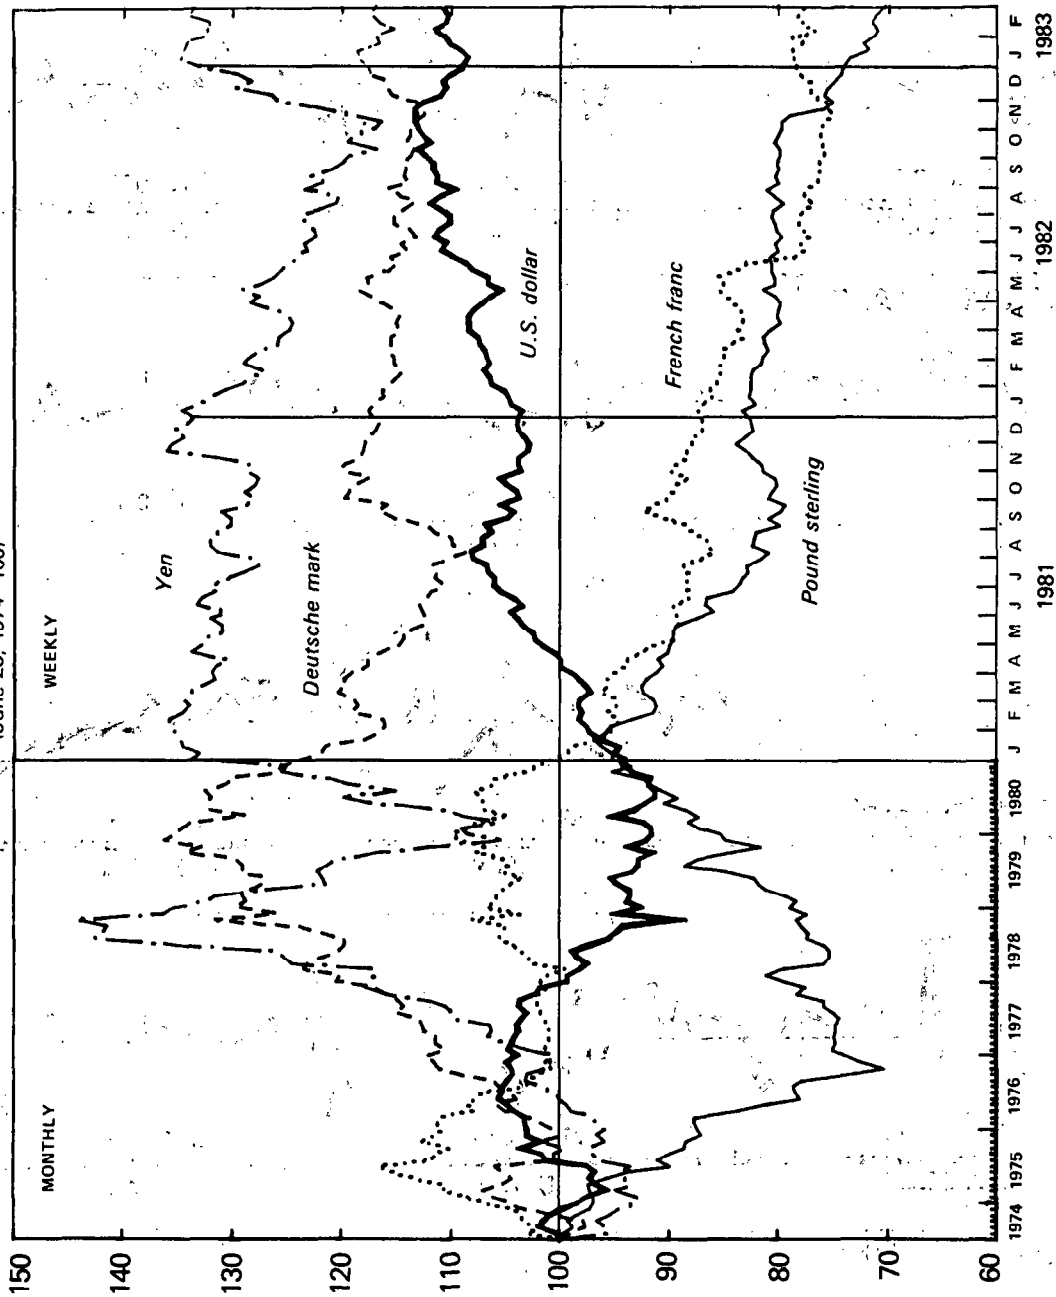 MONTHLY
WEEKLY
150
140
130
120
110
100
90
80
70
60
Yen
Deutsche mark
U.S. dollar
French franc
Pound sterling
1974 1975 1976 1977 1978 1979 1980
J F M A M J J A S O N D J F M A M J J A S O N D J F
1981 1982 1983